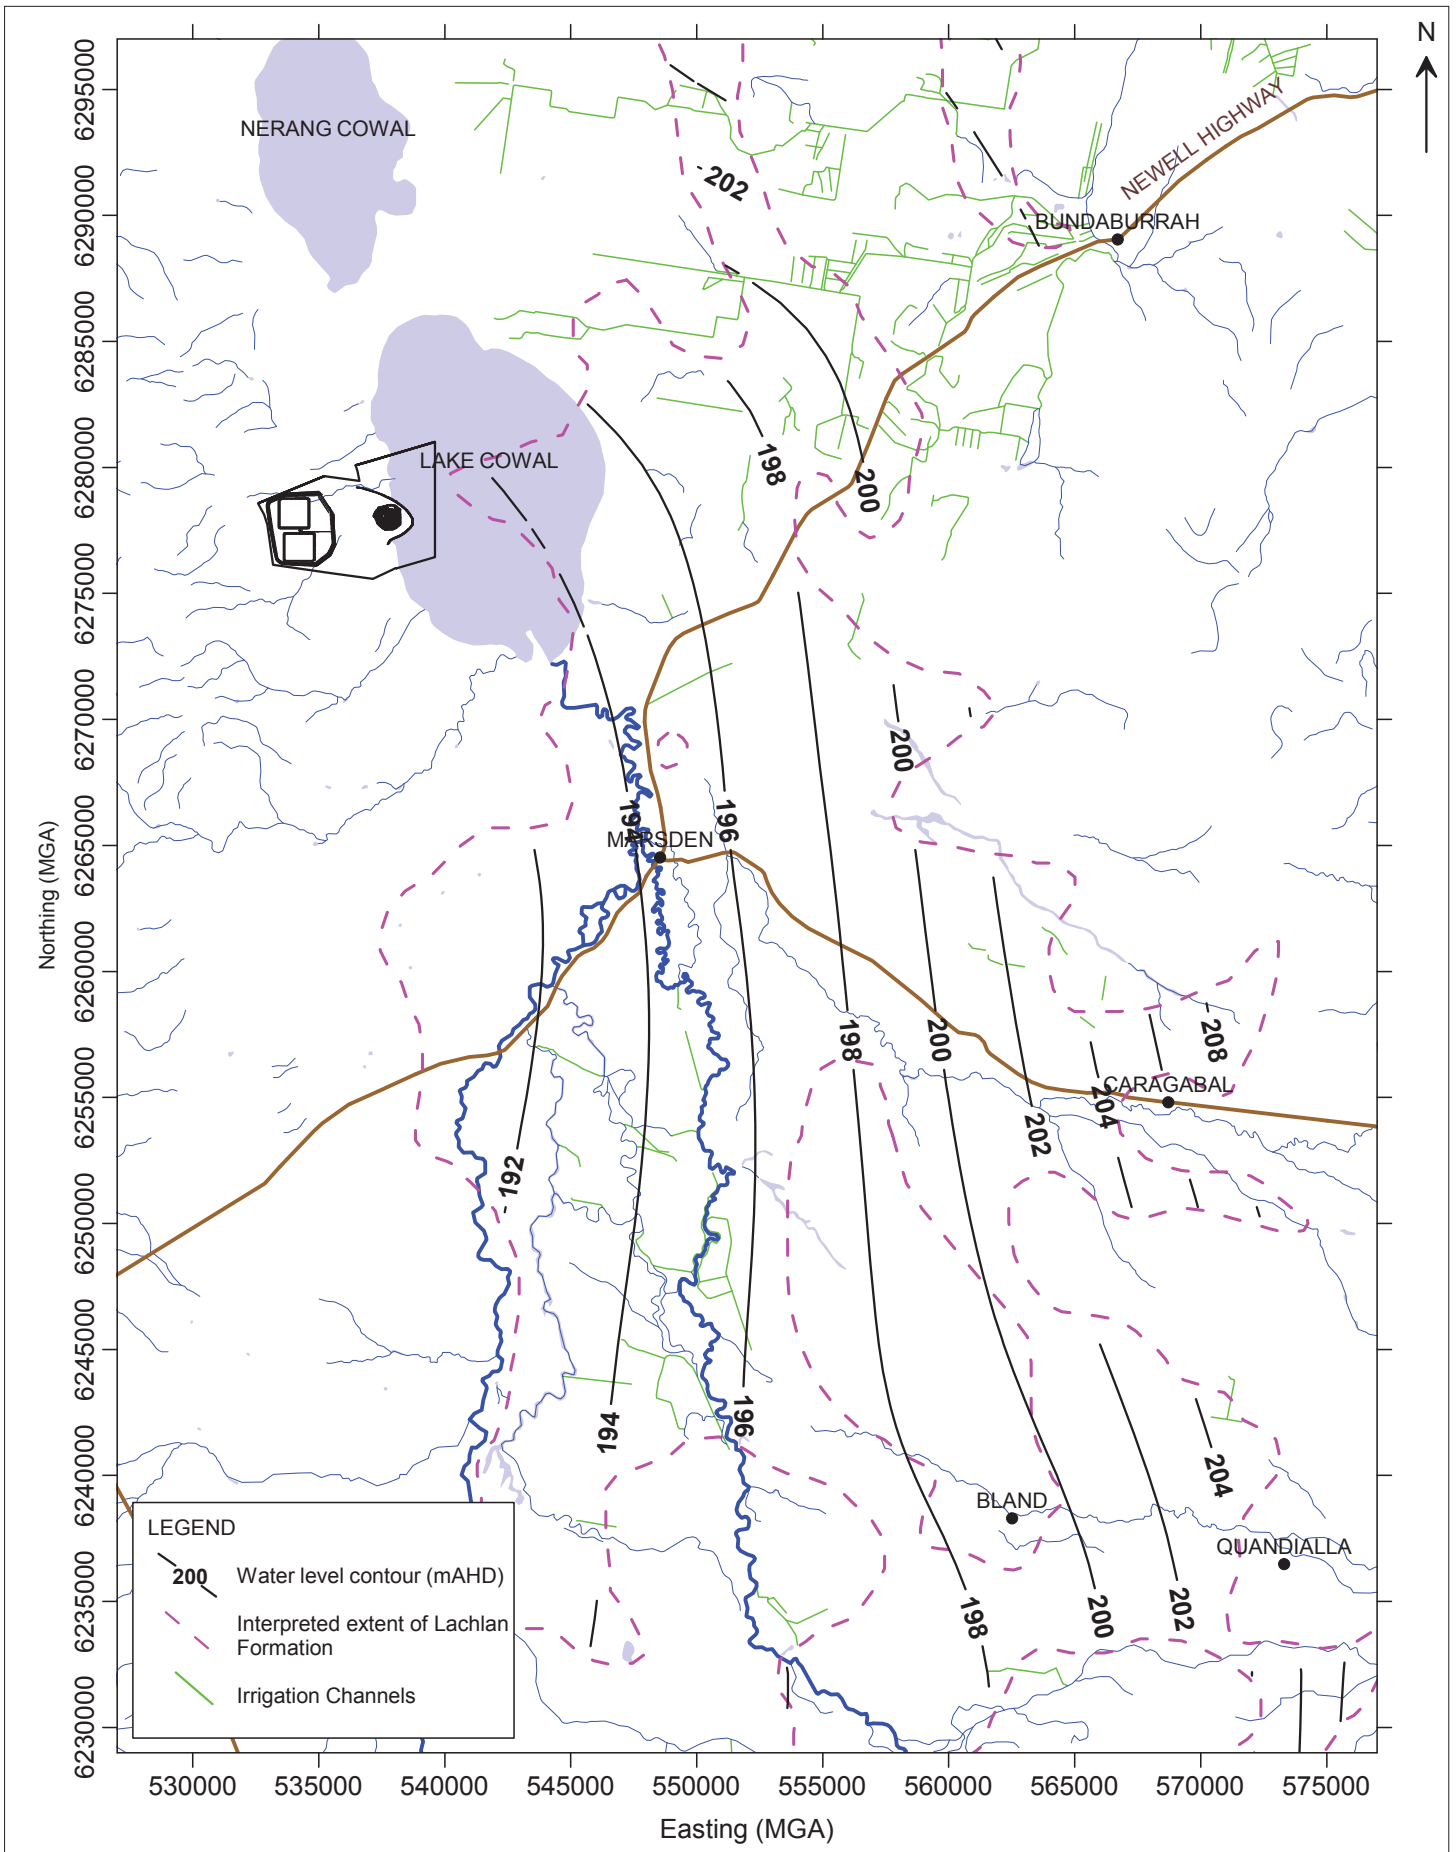 N
6295000
6290000
6285000
6280000
6275000
6270000
6265000
6260000
6255000
6250000
6245000
6240000
6235000
6230000
Northing (MGA)
NERANG COWAL
NEWELL HIGHWAY
202
BUNDABURRAH
LAKE COWAL
198
200
200
194
196
MARSDEN
198
200
208
CARAGABAL
204
202
192
194
196
204
BLAND
QUANDIALLA
198
200
202
LEGEND
200 Water level contour (mAHD)
Interpreted extent of Lachlan
Formation
Irrigation Channels
530000 535000 540000 545000 550000 555000 560000 565000 570000 575000
Easting (MGA)